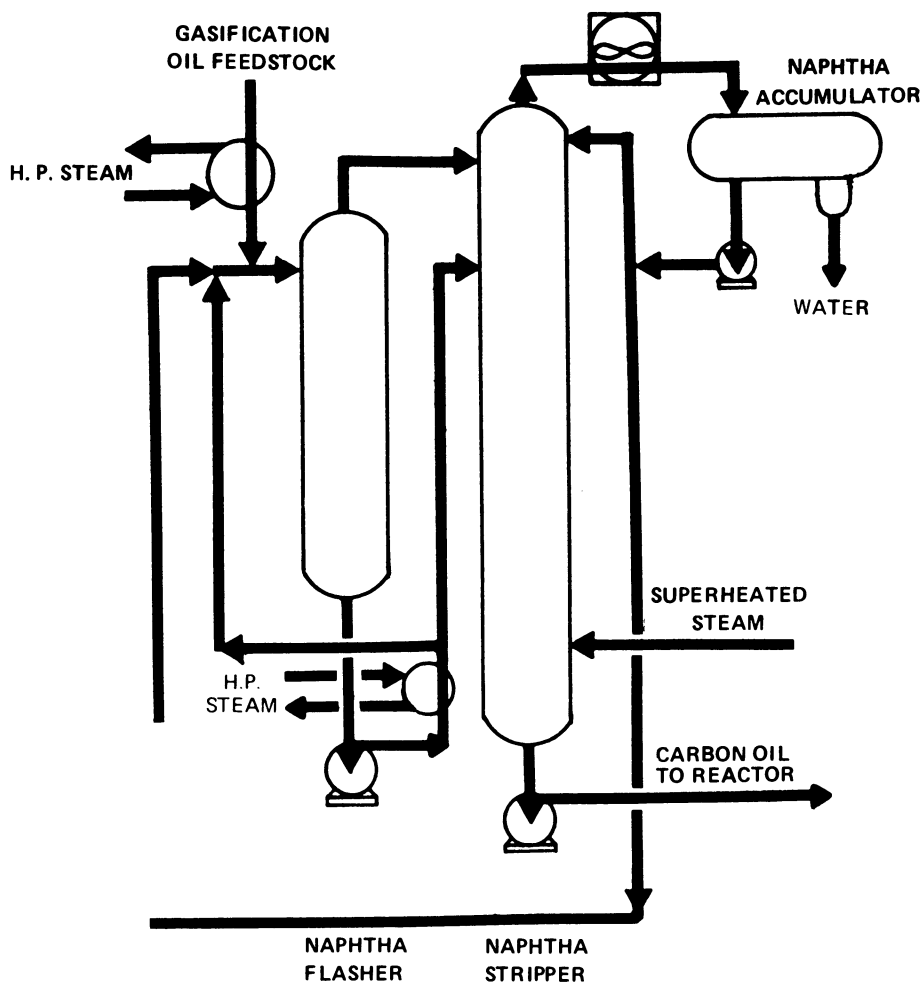 GASIFICATION
OIL FEEDSTOCK
NAPHTHA
ACCUMULATOR
H. P. STEAM
WATER
SUPERHEATED
STEAM
H.P.
STEAM
CARBON OIL
TO REACTOR
NAPHTHA
FLASHER
NAPHTHA
STRIPPER